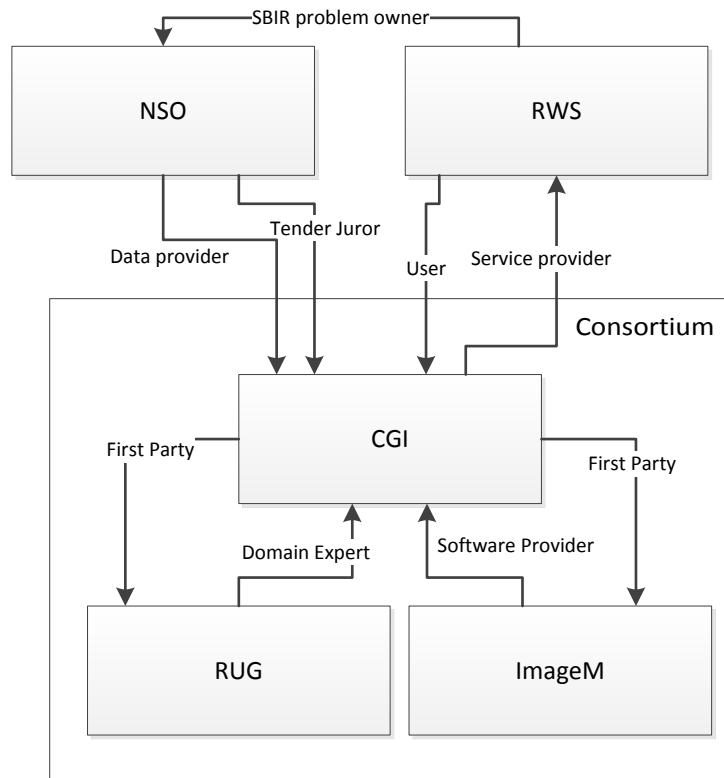 SBIR problem owner
NSO
RWS
Tender Juror
Data provider
User
Service provider
Consortium
CGI
First Party
First Party
Domain Expert
Software Provider
RUG
ImageM